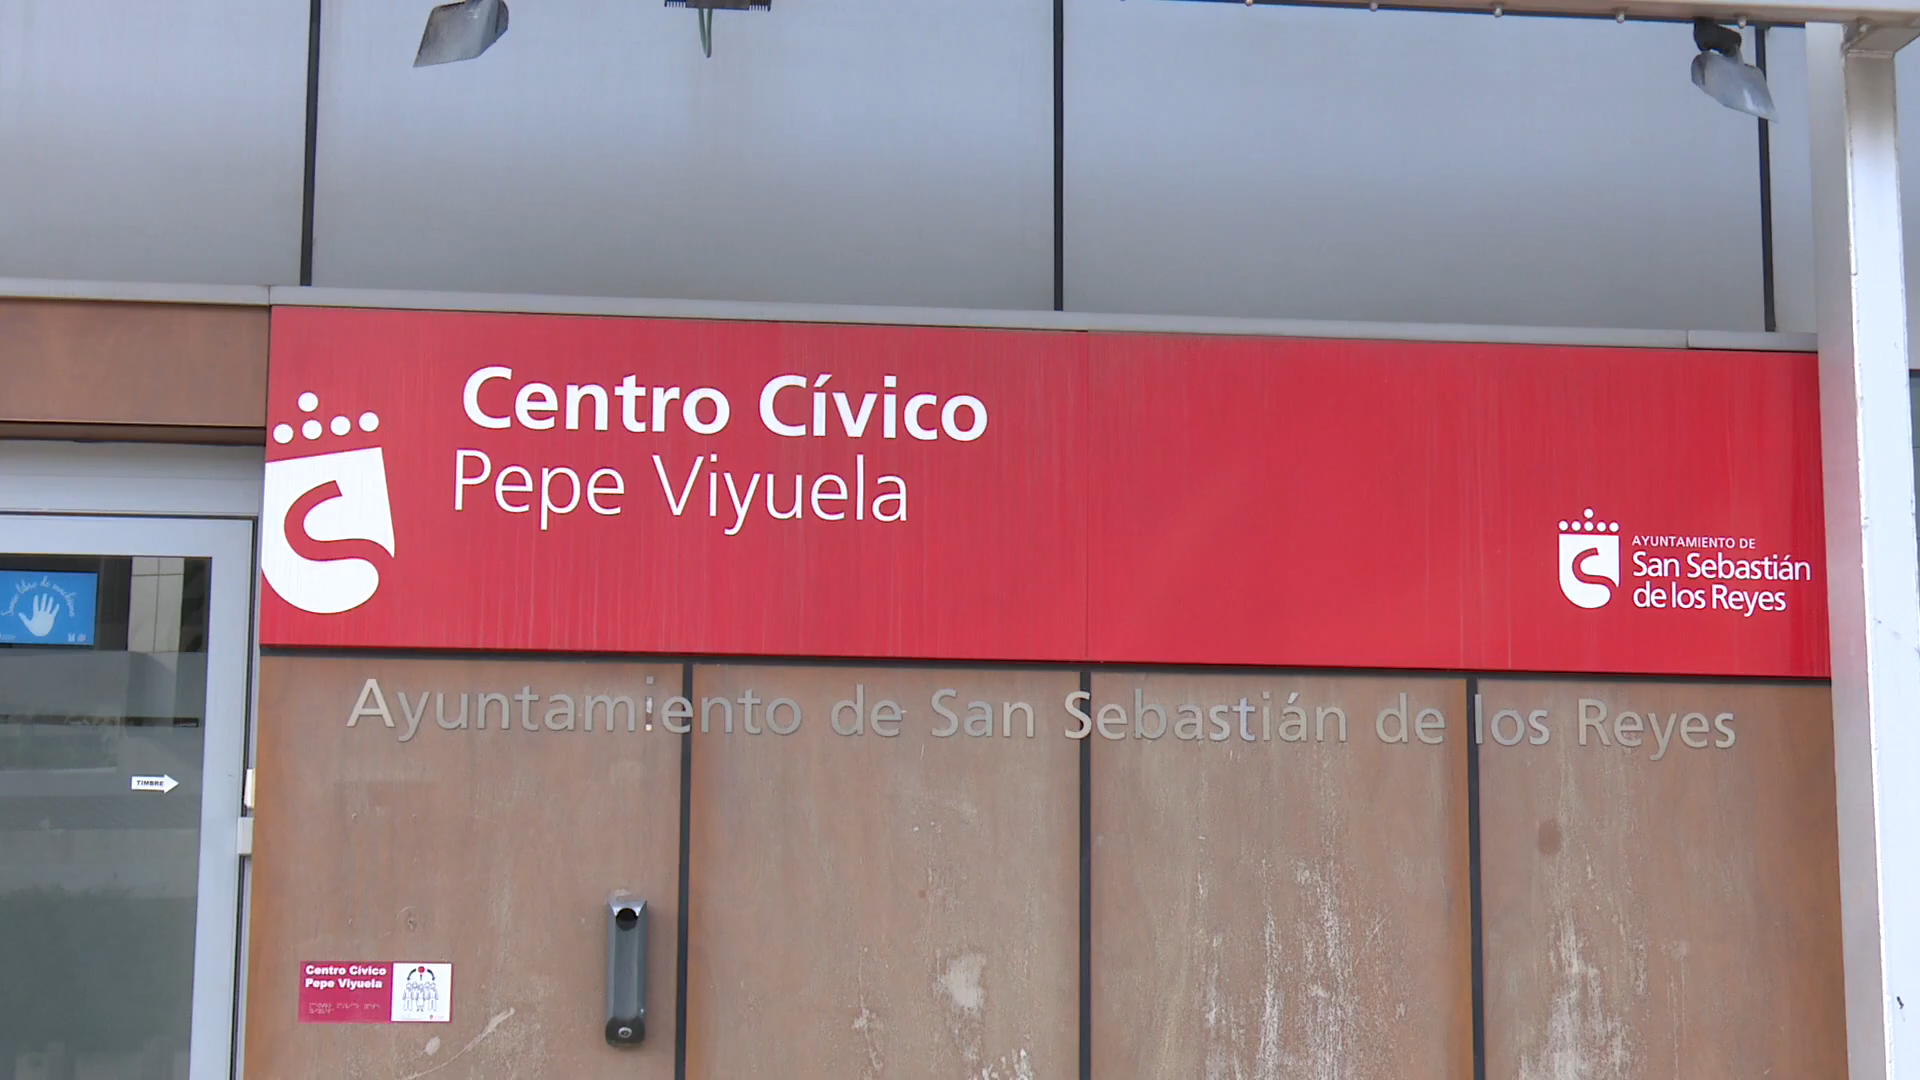 Centro Cívico
Pepe Viyuela
AYUNTAMIENTO DE
San Sebastián
de los Reyes
Ayuntamiento de San Sebastián de los Reyes
TIMBRE
Centro Cívico
Pepe Viyuela